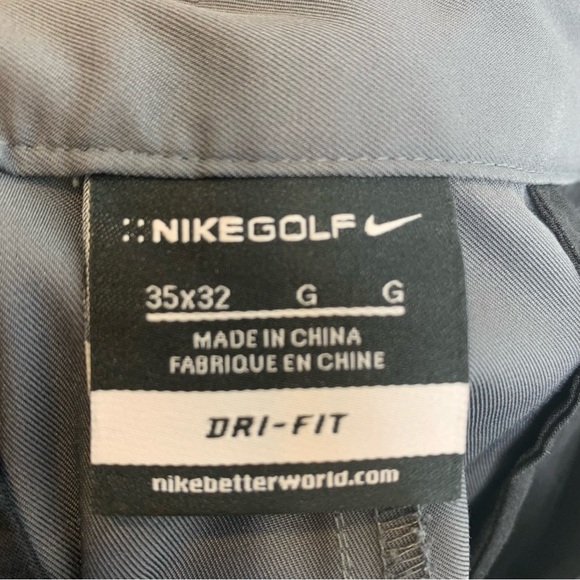 NIKEGOLF
35x32 G G
MADE IN CHINA
FABRIQUE EN CHINE
DRI-FIT
nikebetterworld.com